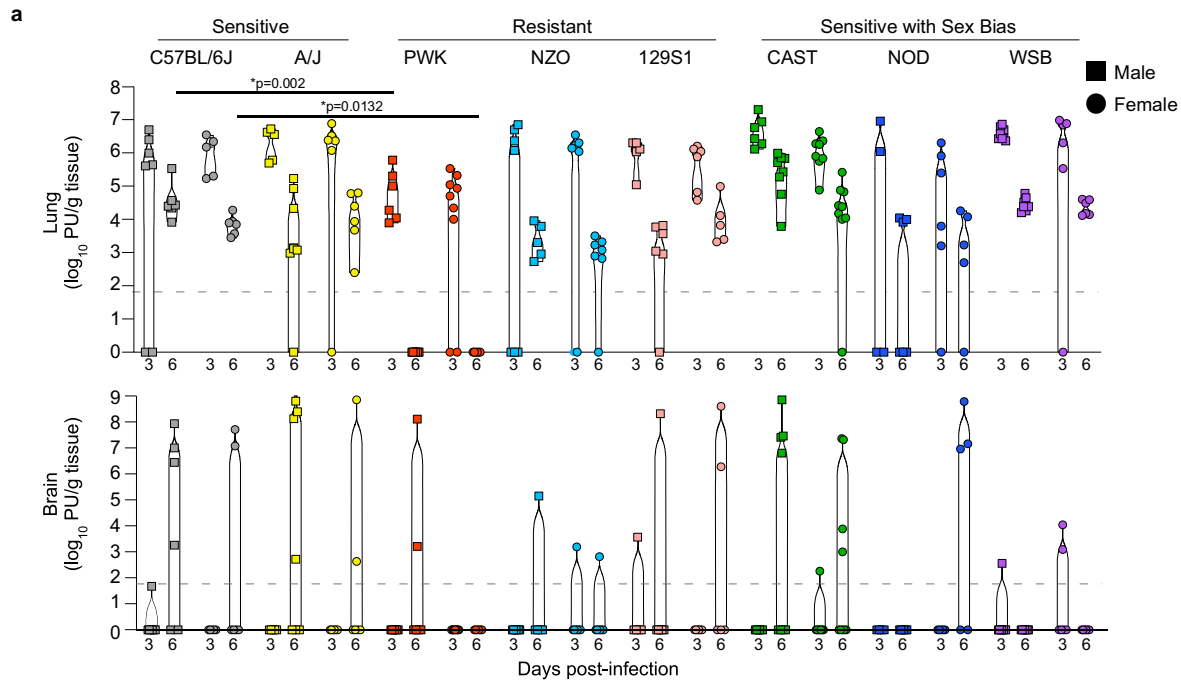 a
Sensitive Resistant Sensitive with Sex Bias
C57BL/6J A/J PWK NZO 129S1 CAST NOD WSB
Male
Female
*p=0.002
*p=0.0132
Lung
(log10 PU/g tissue)
8
7
6
5
4
3
2
1
0
3 6 3 6 3 6 3 6 3 6 3 6 3 6 3 6 3 6 3 6 3 6 3 6 3 6 3 6 3 6 3 6
Brain
(log10 PU/g tissue)
9
8
7
6
5
4
3
2
1
0
3 6 3 6 3 6 3 6 3 6 3 6 3 6 3 6 3 6 3 6 3 6 3 6 3 6 3 6 3 6 3 6
Days post-infection